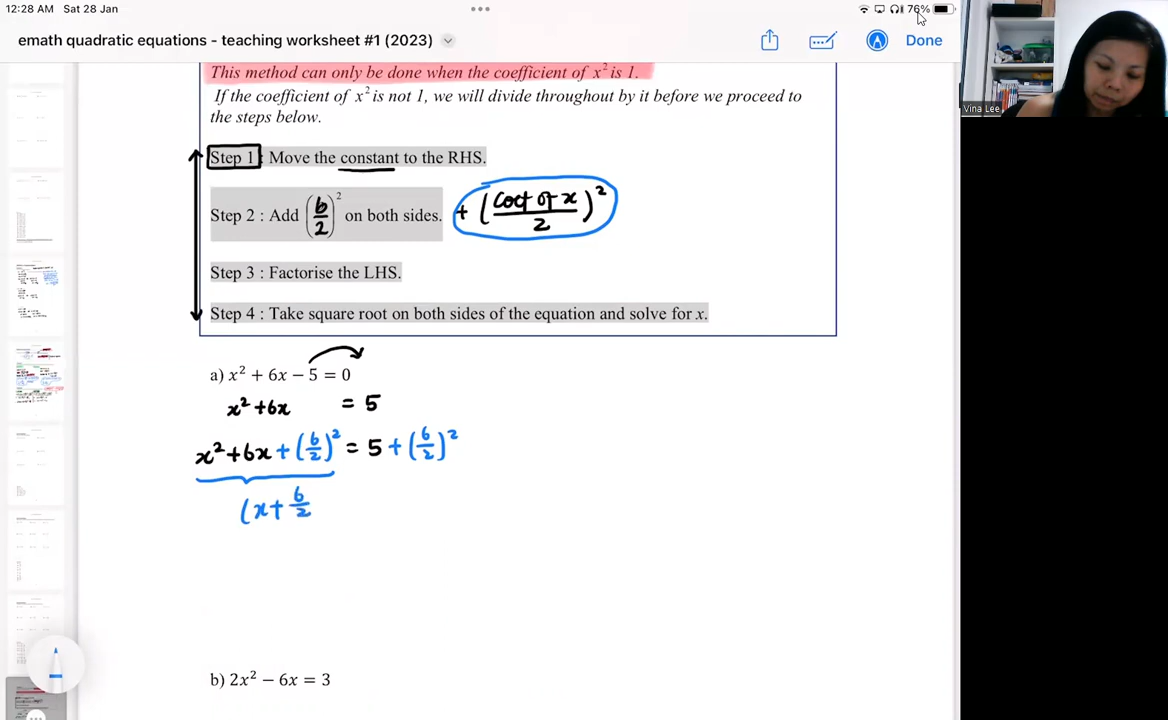 12:28 AM Sat 28 Jan
76%
emath quadratic equations - teaching worksheet #1 (2023)
Done
This method can only be done when the coefficient of x² is 1.
If the coefficient of x² is not 1, we will divide throughout by it before we proceed to
the steps below.
Vina Lee
Step 1 : Move the constant to the RHS.
Step 2 : Add (b/2)² on both sides. + (coef of x/2)²
Step 3 : Factorise the LHS.
Step 4 : Take square root on both sides of the equation and solve for x.
a) x² + 6x − 5 = 0
x² + 6x = 5
x² + 6x + (6/2)² = 5 + (6/2)²
(x + 6/2
b) 2x² − 6x = 3